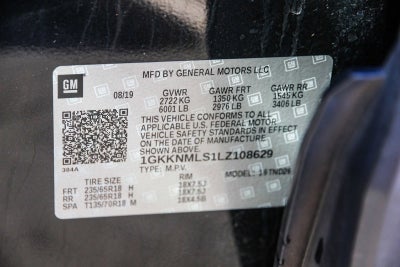 GM
MFD BY GENERAL MOTORS LLC
08/19 GVWR GAWR FRT GAWR RR
2722 KG 1350 KG 1545 KG
6001 LB 2976 LB 3406 LB
THIS VEHICLE CONFORMS TO ALL APPLICABLE
U.S. FEDERAL MOTOR
VEHICLE SAFETY STANDARDS IN EFFECT
ON THE DATE OF MANUFACTURE SHOWN ABOVE.
384A
1GKKNMLS1LZ108629
TYPE: M.P.V. MODEL: 19TND26
TIRE SIZE RIM
FRT 235/65R18 H 18X7.5J
RR 235/65R18 H 18X7.5J
SPA T135/70R18 M 18X4.5B